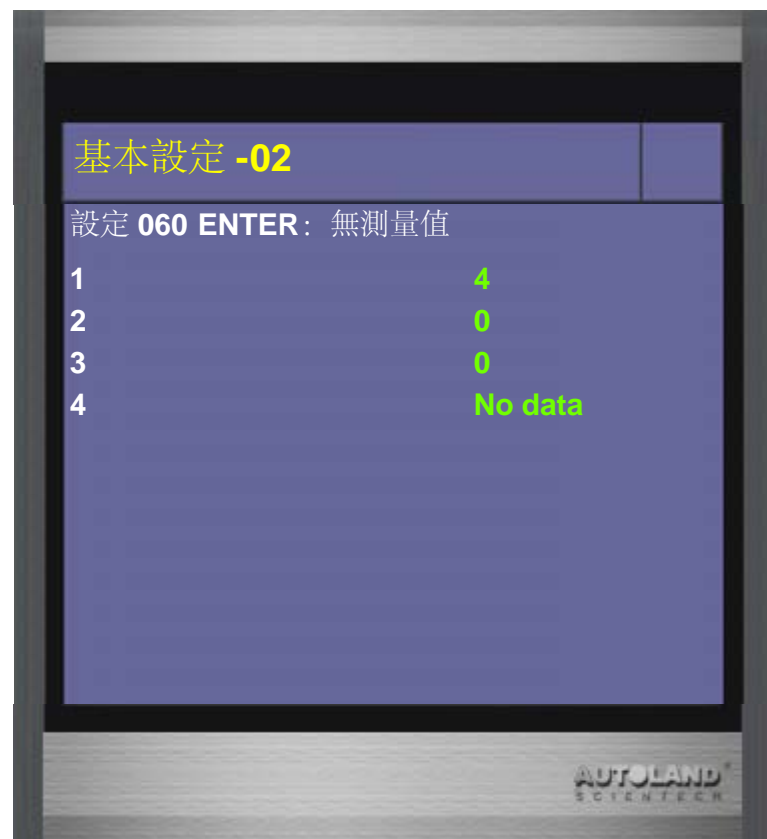 基本設定 -02
設定 060 ENTER： 無測量值
1 4
2 0
3 0
4 No data
AUTOLAND
SCIENTECH